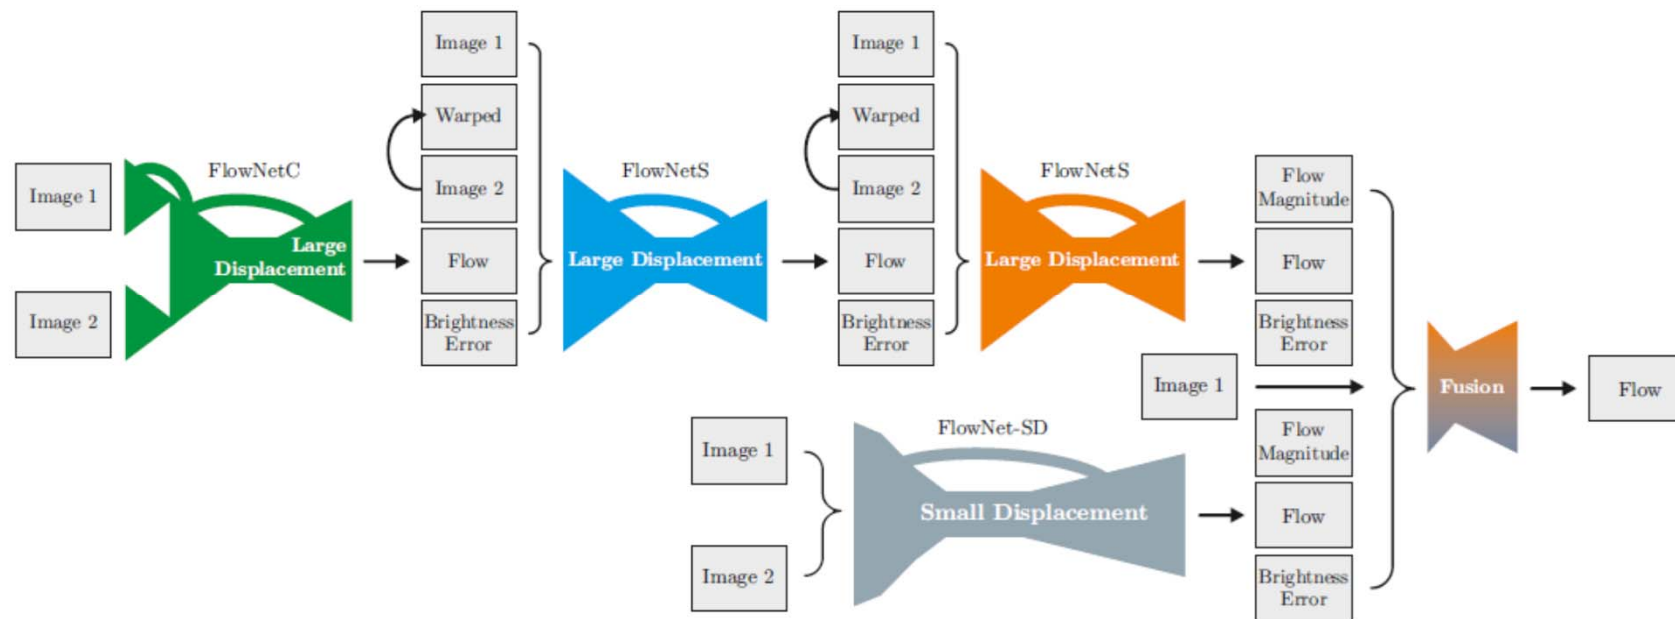 Image 1
Image 2
FlowNetC
Large
Displacement
Image 1
Warped
Image 2
Flow
Brightness
Error
FlowNetS
Large Displacement
Image 1
Warped
Image 2
Flow
Brightness
Error
FlowNetS
Large Displacement
Flow
Magnitude
Flow
Brightness
Error
Image 1
Image 1
Image 2
FlowNet-SD
Small Displacement
Flow
Magnitude
Flow
Brightness
Error
Fusion
Flow